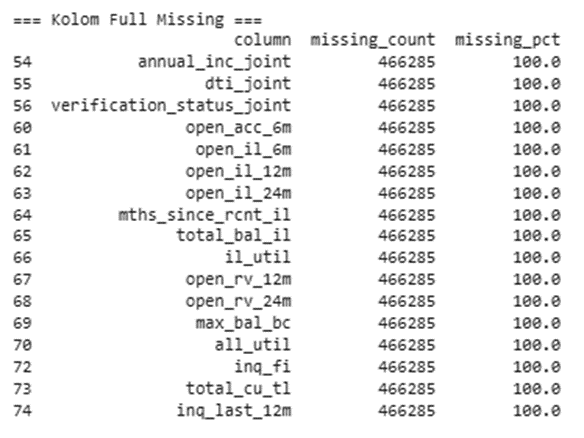 === Kolom Full Missing ===
column missing_count missing_pct
54 annual_inc_joint 466285 100.0
55 dti_joint 466285 100.0
56 verification_status_joint 466285 100.0
60 open_acc_6m 466285 100.0
61 open_il_6m 466285 100.0
62 open_il_12m 466285 100.0
63 open_il_24m 466285 100.0
64 mths_since_rcnt_il 466285 100.0
65 total_bal_il 466285 100.0
66 il_util 466285 100.0
67 open_rv_12m 466285 100.0
68 open_rv_24m 466285 100.0
69 max_bal_bc 466285 100.0
70 all_util 466285 100.0
72 inq_fi 466285 100.0
73 total_cu_tl 466285 100.0
74 inq_last_12m 466285 100.0